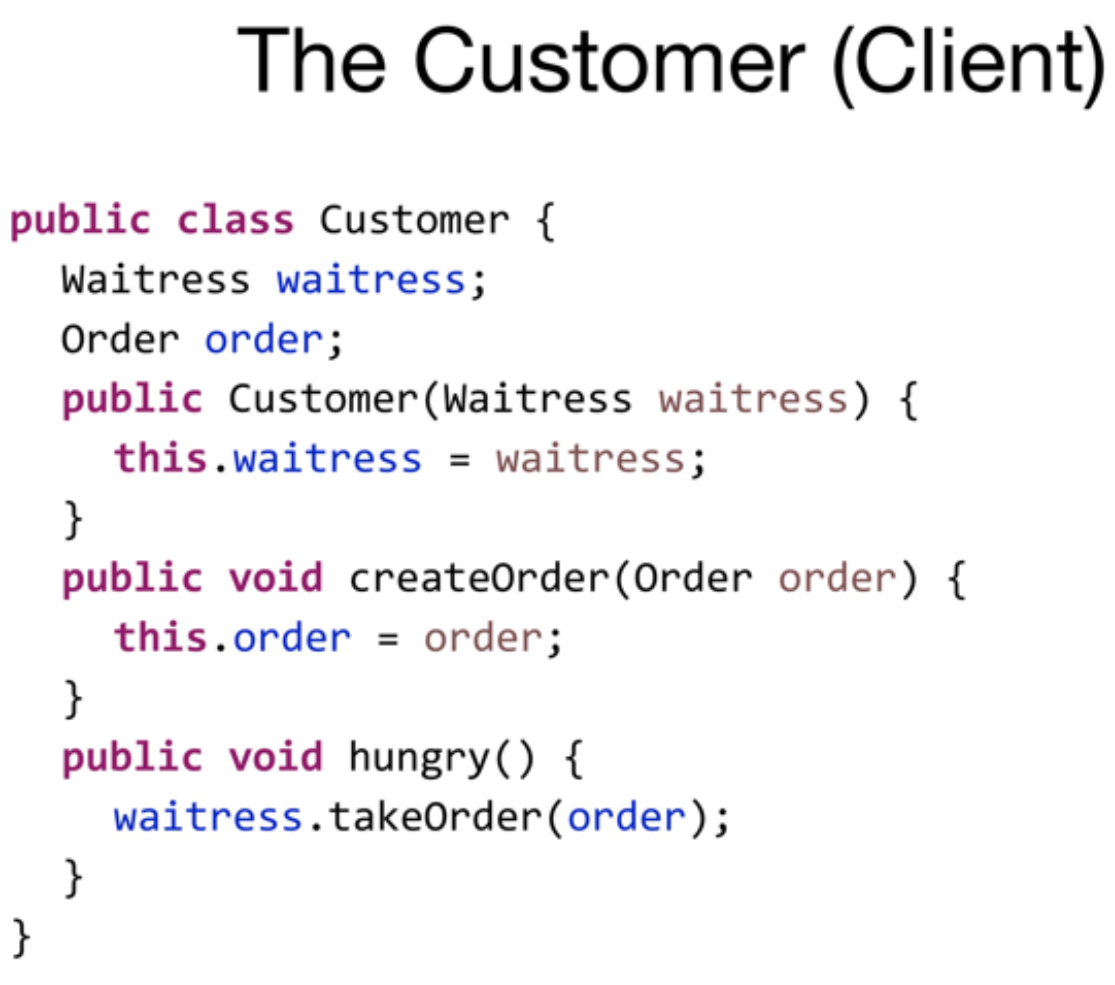 The Customer (Client)
public class Customer {
Waitress waitress;
Order order;
public Customer(Waitress waitress) {
this.waitress = waitress;
}
public void createOrder(Order order) {
this.order = order;
}
public void hungry() {
waitress.takeOrder(order);
}
}